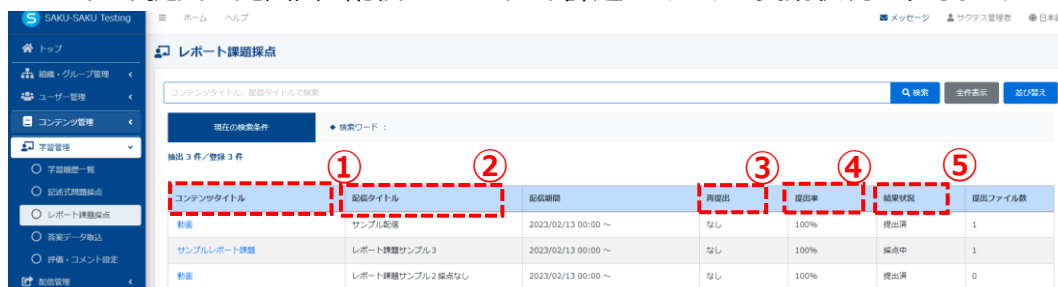 SAKU-SAKU Testing
ホーム ヘルプ
メッセージ サクテス管理者 日本
トップ
レポート課題採点
組織・グループ管理
ユーザー管理
コンテンツタイトル、配信タイトルで検索
検索 全件表示 並び替え
コンテンツ管理
現在の検索条件 ◆ 検索ワード :
学習管理
抽出 3 件/登録 3 件
① ② ③ ④ ⑤
学習履歴一覧
記述式問題採点
コンテンツタイトル 配信タイトル 配信期間 再提出 提出率 結果状況 提出ファイル数
レポート課題採点
動画 サンプル配信 2023/02/13 00:00 ~ なし 100% 提出済 1
答案データ取込
サンプルレポート課題 レポート課題サンプル3 2023/02/13 00:00 ~ なし 100% 採点中 1
評価・コメント設定
動画 レポート課題サンプル2採点なし 2023/02/13 00:00 ~ なし 100% 提出済 0
配信管理